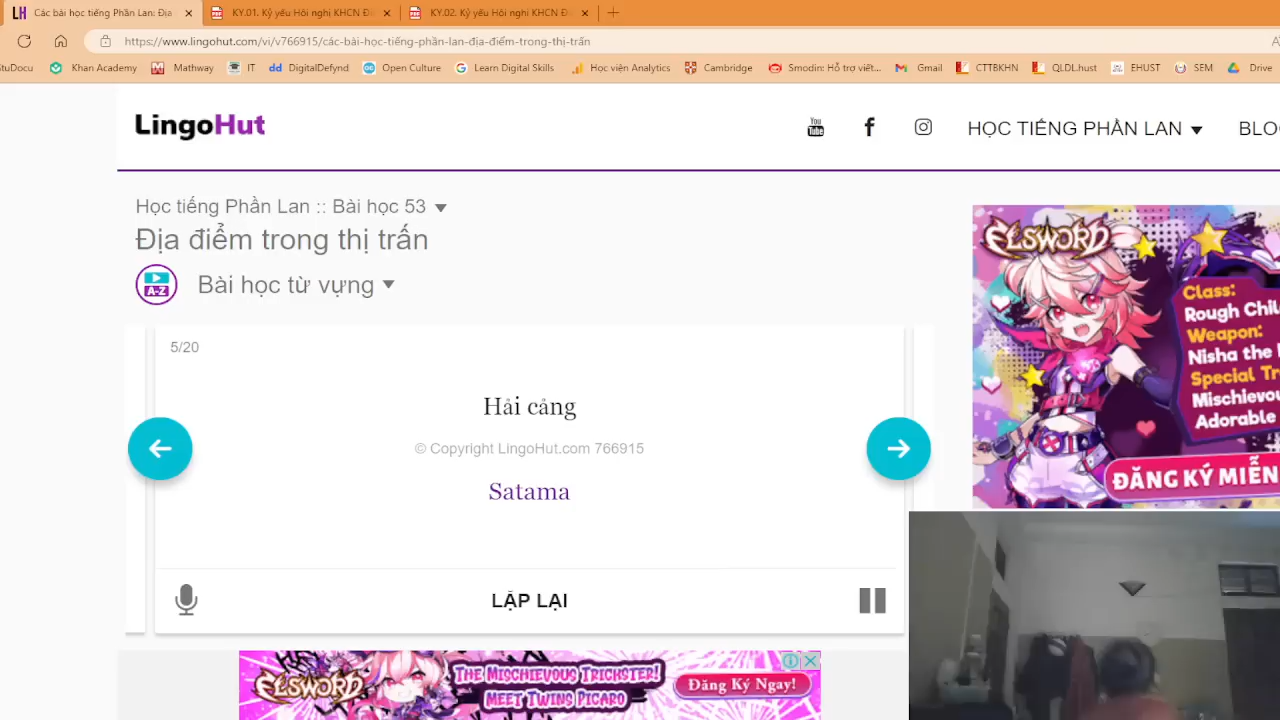 Các bài học tiếng Phần Lan: Địa
KY.01. Kỷ yếu Hội nghị KHCN
KY.02. Kỷ yếu Hội nghị KHCN
https://www.lingohut.com/vi/v766915/các-bài-học-tiếng-phần-lan-địa-điểm-trong-thị-trấn
StuDocu Khan Academy Mathway IT DigitalDefynd Open Culture Learn Digital Skills Học viện Analytics Cambridge Smodin: Hỗ trợ viết... Gmail CTTBKHN QLDL.hust EHUST SEM Drive
LingoHut
You Tube
HỌC TIẾNG PHẦN LAN
BLO
Học tiếng Phần Lan :: Bài học 53
Địa điểm trong thị trấn
A-Z
Bài học từ vựng
5/20
Hải cảng
© Copyright LingoHut.com 766915
Satama
LẶP LẠI
ELSWORD
Class:
Rough Chil
Weapon:
Nisha the
Special Tr
Mischievou
Adorable
ĐĂNG KÝ MIỄN
ELSWORD
THE MISCHIEVOUS TRICKSTER!
MEET TWINS PICARO
Đăng Ký Ngay!